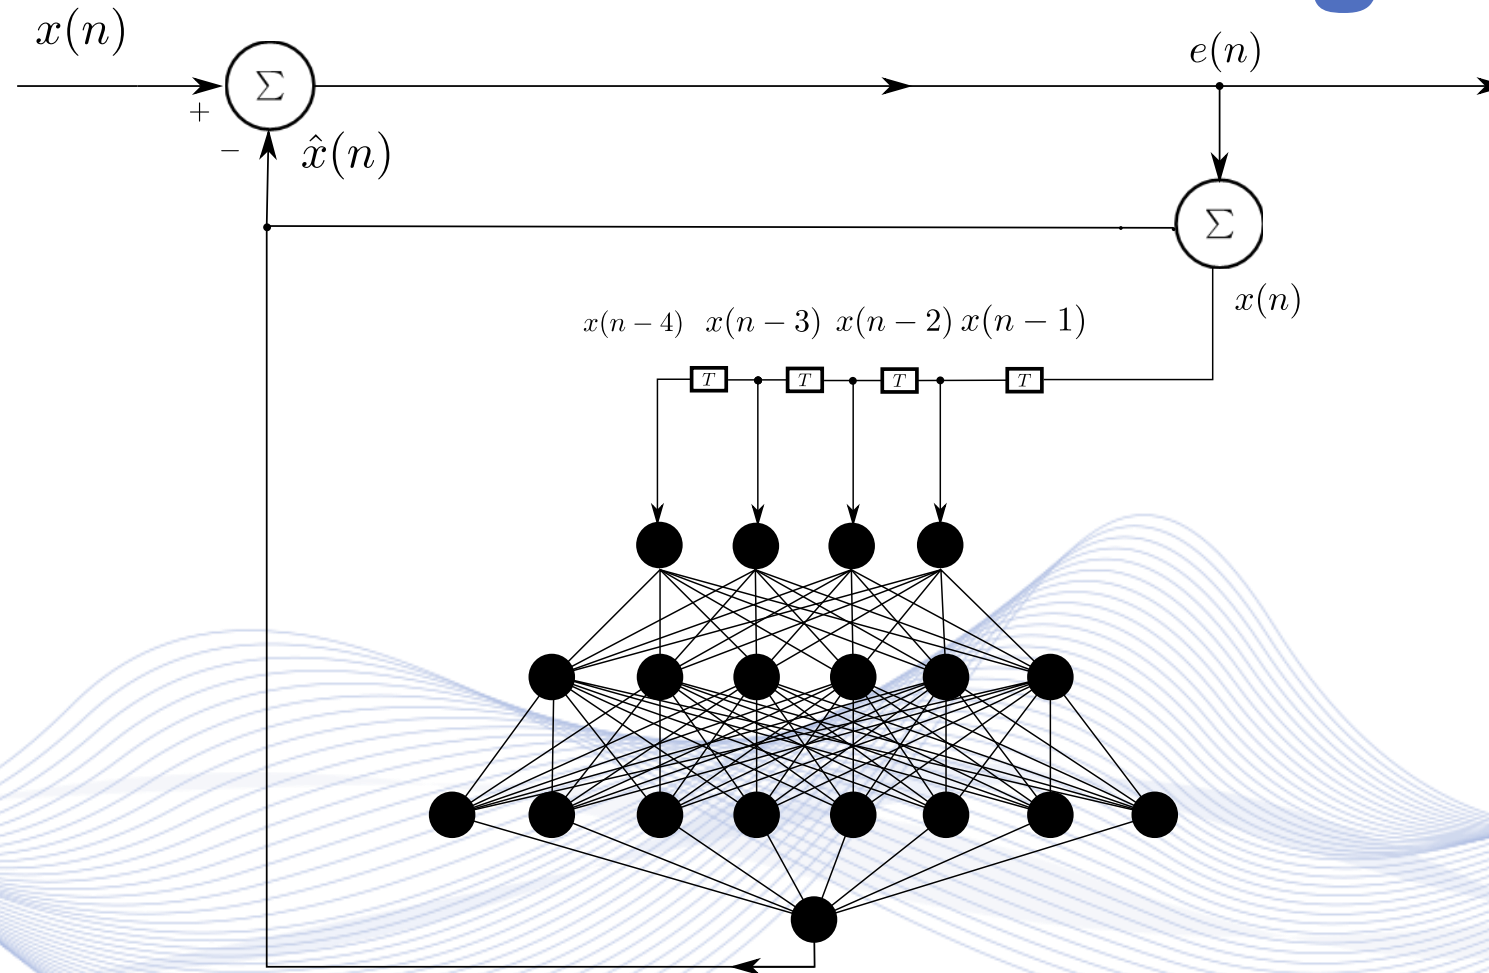 x(n)
e(n)
Σ
+
−
x̂(n)
Σ
x(n)
x(n − 4) x(n − 3) x(n − 2) x(n − 1)
T T T T